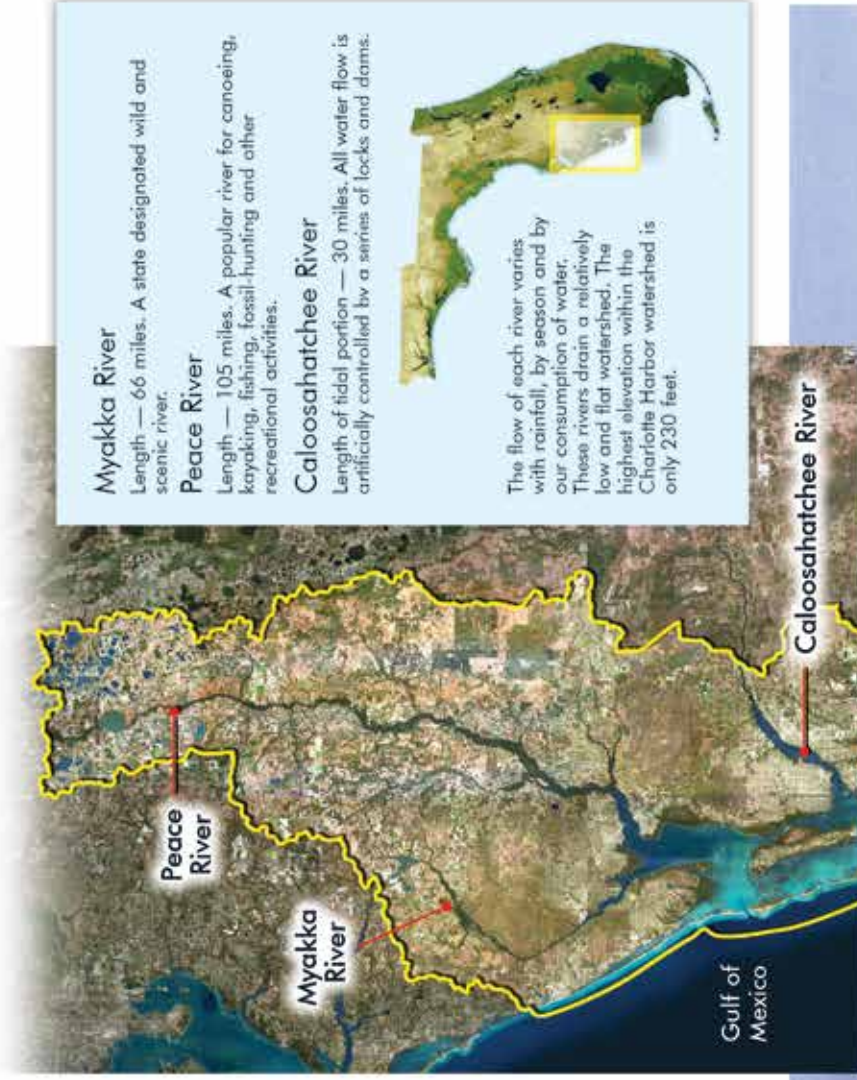 Myakka River
Length — 66 miles. A state designated wild and
scenic river.
Peace River
Length — 105 miles. A popular river for canoeing,
kayaking, fishing, fossil-hunting and other
recreational activities.
Caloosahatchee River
Length of tidal portion — 30 miles. All water flow is
artificially controlled by a series of locks and dams.
The flow of each river varies
with rainfall, by season and by
our consumption of water.
These rivers drain a relatively
low and flat watershed. The
highest elevation within the
Charlotte Harbor watershed is
only 230 feet.
Peace
River
Myakka
River
Caloosahatchee River
Gulf of
Mexico